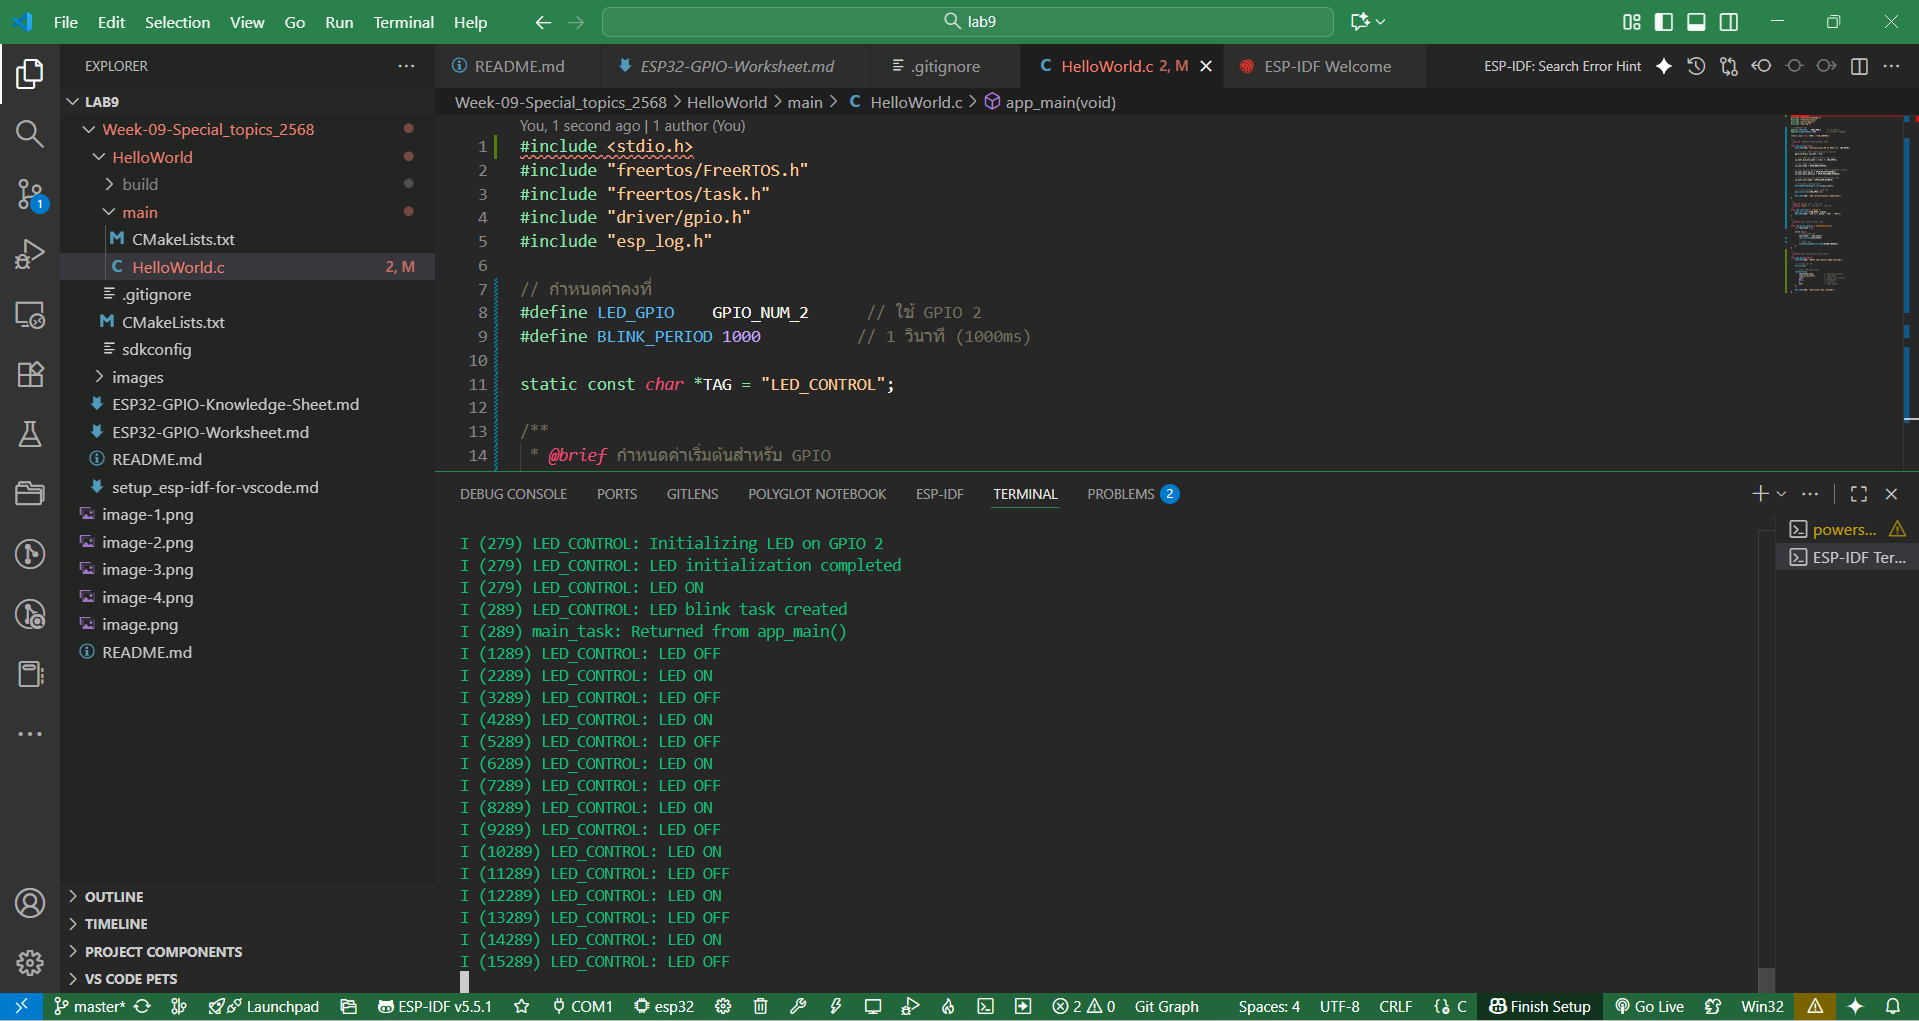 File Edit Selection View Go Run Terminal Help
lab9
EXPLORER
LAB9
Week-09-Special_topics_2568
HelloWorld
build
main
CMakeLists.txt
HelloWorld.c 2, M
.gitignore
CMakeLists.txt
sdkconfig
images
ESP32-GPIO-Knowledge-Sheet.md
ESP32-GPIO-Worksheet.md
README.md
setup_esp-idf-for-vscode.md
image-1.png
image-2.png
image-3.png
image-4.png
image.png
README.md
OUTLINE
TIMELINE
PROJECT COMPONENTS
VS CODE PETS
1
README.md ESP32-GPIO-Worksheet.md .gitignore HelloWorld.c 2, M ESP-IDF Welcome ESP-IDF: Search Error Hint
Week-09-Special_topics_2568 > HelloWorld > main > C HelloWorld.c > app_main(void)
You, 1 second ago | 1 author (You)
1 #include <stdio.h>
2 #include "freertos/FreeRTOS.h"
3 #include "freertos/task.h"
4 #include "driver/gpio.h"
5 #include "esp_log.h"
6
7 // กำหนดค่าคงที่
8 #define LED_GPIO GPIO_NUM_2 // ใช้ GPIO 2
9 #define BLINK_PERIOD 1000 // 1 วินาที (1000ms)
10
11 static const char *TAG = "LED_CONTROL";
12
13 /**
14 * @brief กำหนดค่าเริ่มต้นสำหรับ GPIO
DEBUG CONSOLE PORTS GITLENS POLYGLOT NOTEBOOK ESP-IDF TERMINAL PROBLEMS 2
powers...
ESP-IDF Ter...
I (279) LED_CONTROL: Initializing LED on GPIO 2
I (279) LED_CONTROL: LED initialization completed
I (279) LED_CONTROL: LED ON
I (289) LED_CONTROL: LED blink task created
I (289) main_task: Returned from app_main()
I (1289) LED_CONTROL: LED OFF
I (2289) LED_CONTROL: LED ON
I (3289) LED_CONTROL: LED OFF
I (4289) LED_CONTROL: LED ON
I (5289) LED_CONTROL: LED OFF
I (6289) LED_CONTROL: LED ON
I (7289) LED_CONTROL: LED OFF
I (8289) LED_CONTROL: LED ON
I (9289) LED_CONTROL: LED OFF
I (10289) LED_CONTROL: LED ON
I (11289) LED_CONTROL: LED OFF
I (12289) LED_CONTROL: LED ON
I (13289) LED_CONTROL: LED OFF
I (14289) LED_CONTROL: LED ON
I (15289) LED_CONTROL: LED OFF
master* Launchpad ESP-IDF v5.5.1 COM1 esp32 2 0 Git Graph Spaces: 4 UTF-8 CRLF {} C Finish Setup Go Live Win32